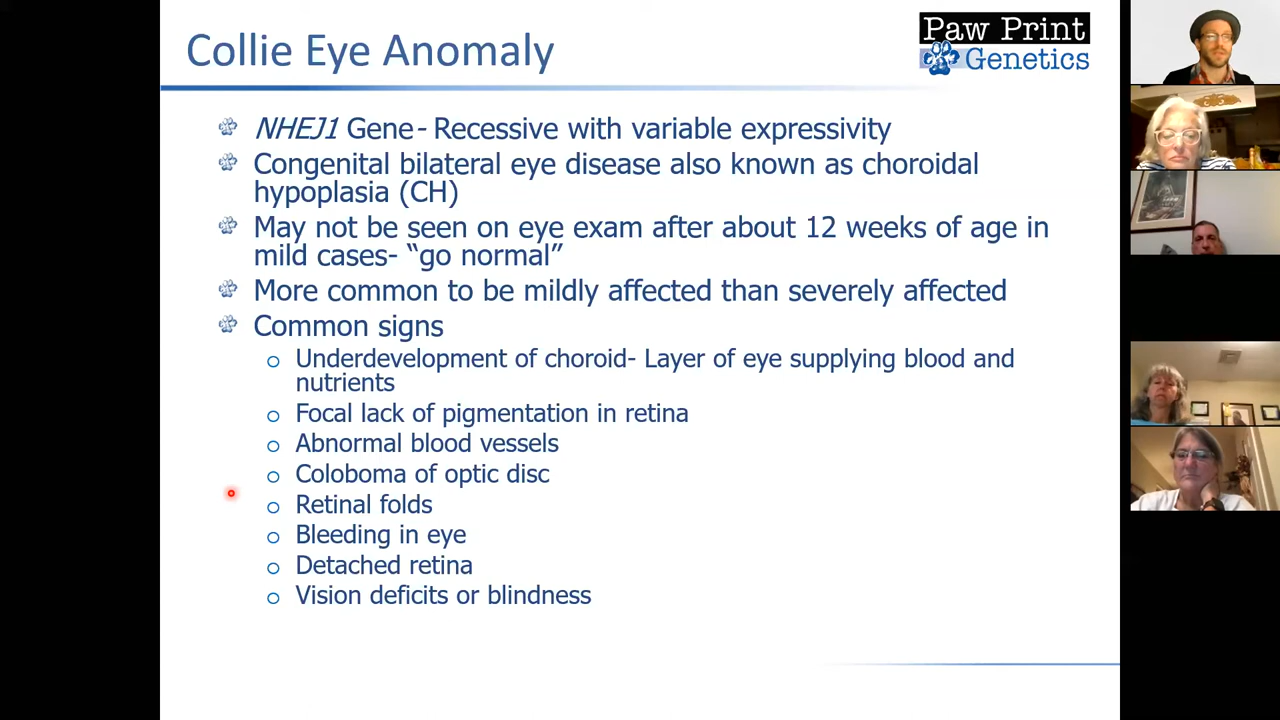 Collie Eye Anomaly
Paw Print
Genetics
NHEJ1 Gene- Recessive with variable expressivity
Congenital bilateral eye disease also known as choroidal
hypoplasia (CH)
May not be seen on eye exam after about 12 weeks of age in
mild cases- “go normal”
More common to be mildly affected than severely affected
Common signs
Underdevelopment of choroid- Layer of eye supplying blood and
nutrients
Focal lack of pigmentation in retina
Abnormal blood vessels
Coloboma of optic disc
Retinal folds
Bleeding in eye
Detached retina
Vision deficits or blindness